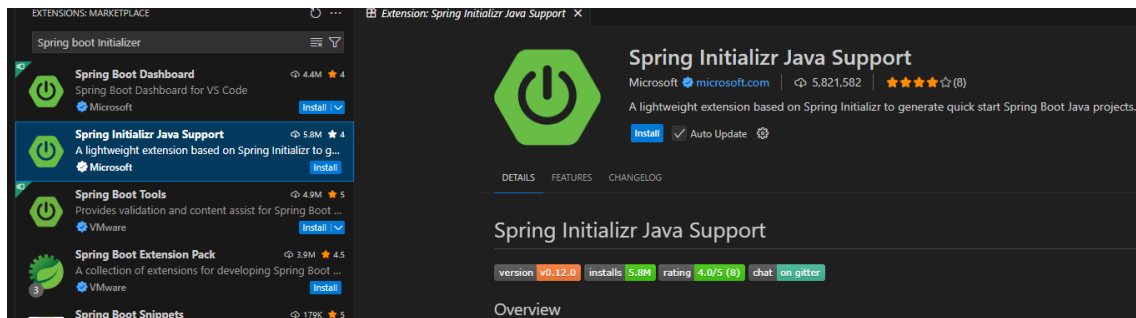 EXTENSIONS: MARKETPLACE
Spring boot Initializer
Spring Boot Dashboard 4.4M 4
Spring Boot Dashboard for VS Code
Microsoft Install
Spring Initializr Java Support 5.8M 4
A lightweight extension based on Spring Initializr to g...
Microsoft Install
Spring Boot Tools 4.9M 5
Provides validation and content assist for Spring Boot ...
VMware Install
Spring Boot Extension Pack 3.9M 4.5
A collection of extensions for developing Spring Boot ...
3 VMware Install
Spring Boot Snippets 179K 5
Extension: Spring Initializr Java Support
Spring Initializr Java Support
Microsoft microsoft.com 5,821,582 (8)
A lightweight extension based on Spring Initializr to generate quick start Spring Boot Java projects.
Install Auto Update
DETAILS FEATURES CHANGELOG
Spring Initializr Java Support
version v0.12.0 installs 5.8M rating 4.0/5 (8) chat on gitter
Overview